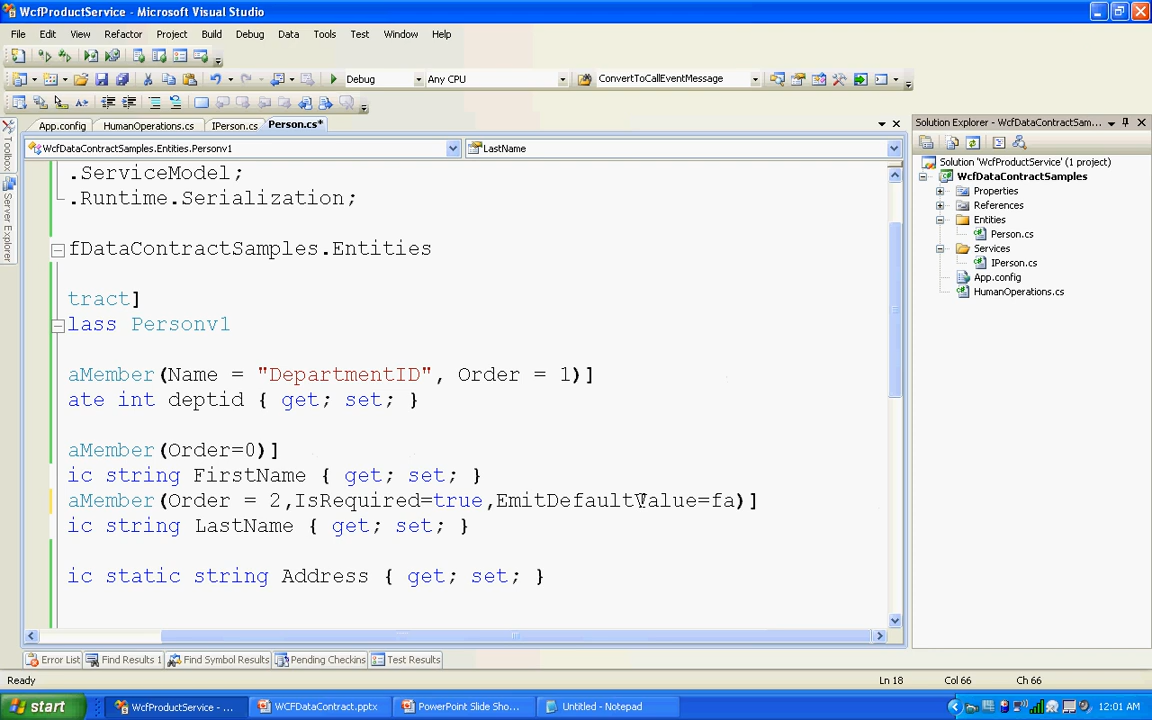 WcfProductService - Microsoft Visual Studio
File Edit View Refactor Project Build Debug Data Tools Test Window Help
Debug Any CPU ConvertToCallEventMessage
App.config HumanOperations.cs IPerson.cs Person.cs*
WcfDataContractSamples.Entities.Personv1 LastName
.ServiceModel;
.Runtime.Serialization;
fDataContractSamples.Entities
tract]
lass Personv1
aMember(Name = "DepartmentID", Order = 1)]
ate int deptid { get; set; }
aMember(Order=0)]
ic string FirstName { get; set; }
aMember(Order = 2,IsRequired=true,EmitDefaultValue=fa)]
ic string LastName { get; set; }
ic static string Address { get; set; }
Toolbox
Server Explorer
Solution Explorer - WcfDataContractSam...
Solution 'WcfProductService' (1 project)
WcfDataContractSamples
Properties
References
Entities
Person.cs
Services
IPerson.cs
App.config
HumanOperations.cs
Error List Find Results 1 Find Symbol Results Pending Checkins Test Results
Ready Ln 18 Col 66 Ch 66
start WcfProductService - ... WCFDataContract.pptx PowerPoint Slide Sho... Untitled - Notepad 12:01 AM